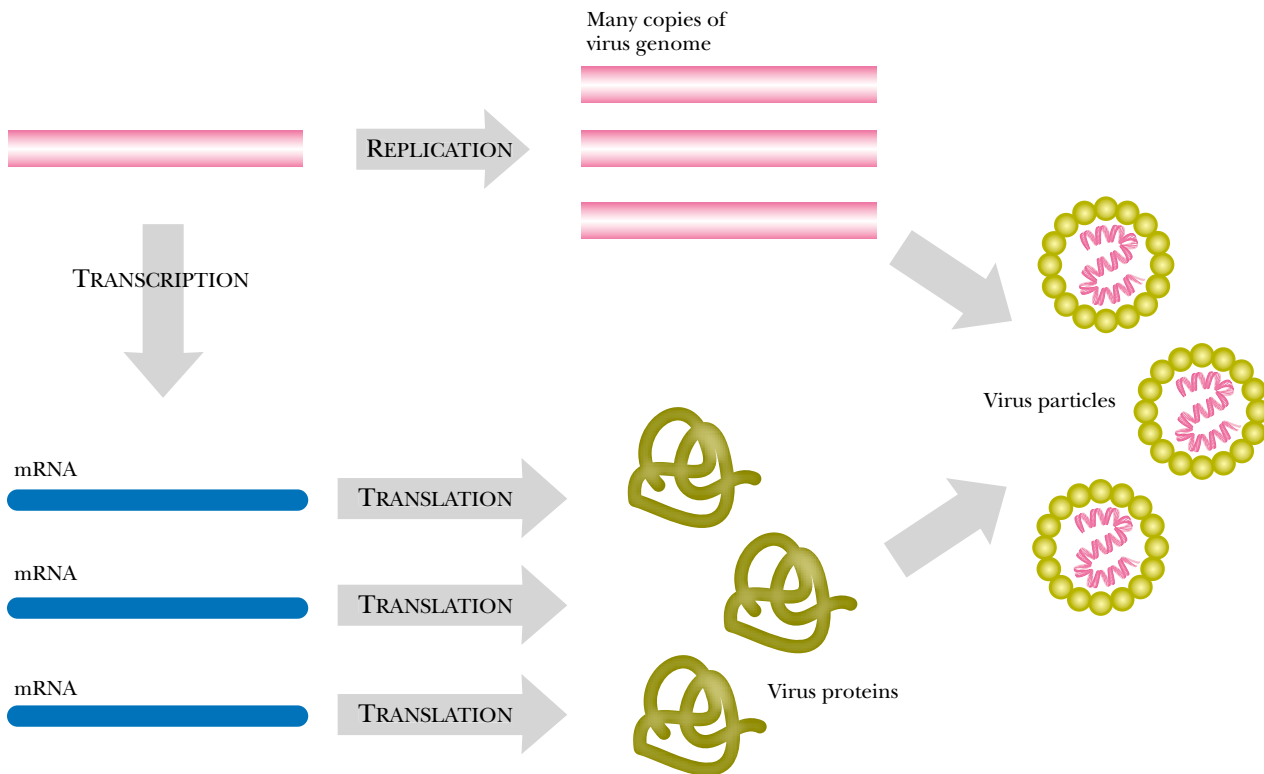 Many copies of
virus genome
REPLICATION
TRANSCRIPTION
Virus particles
mRNA
TRANSLATION
mRNA
TRANSLATION
mRNA
TRANSLATION
Virus proteins